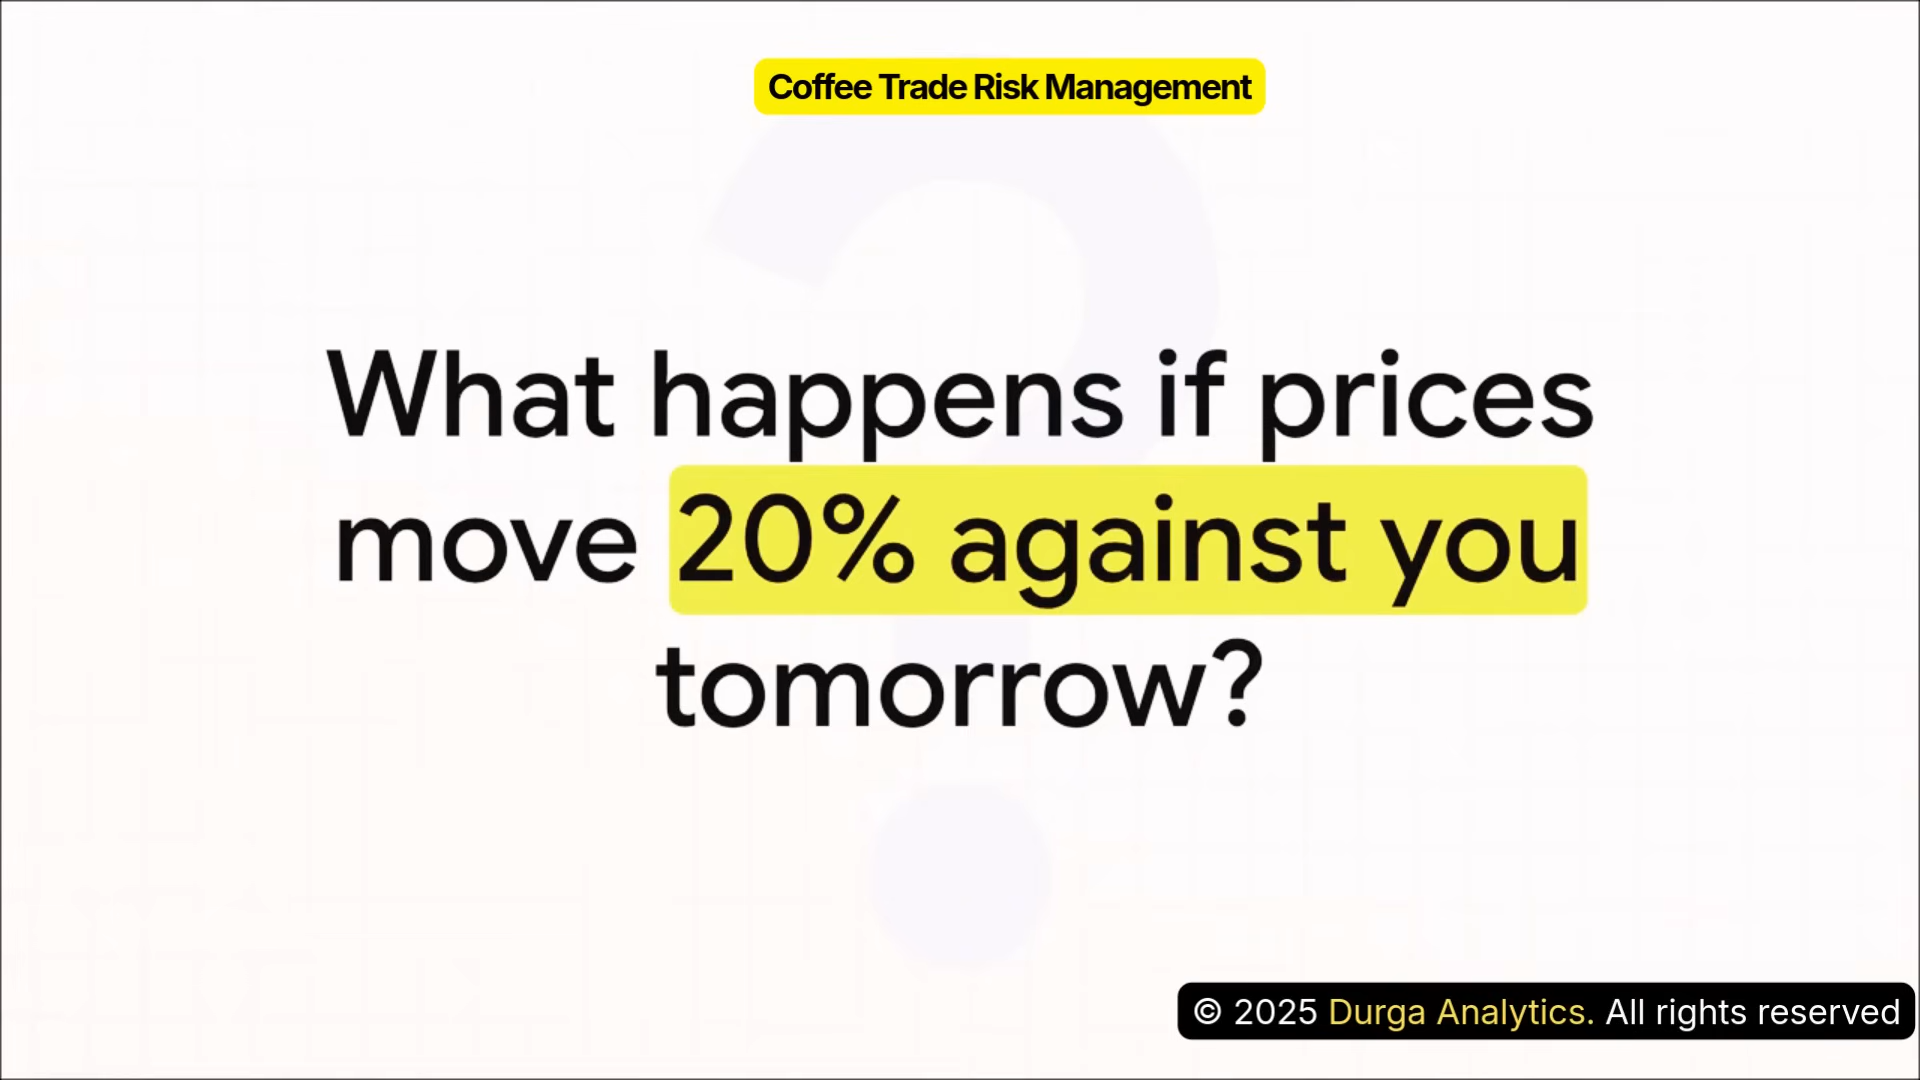 Coffee Trade Risk Management
What happens if prices
move 20% against you
tomorrow?
© 2025 Durga Analytics. All rights reserved